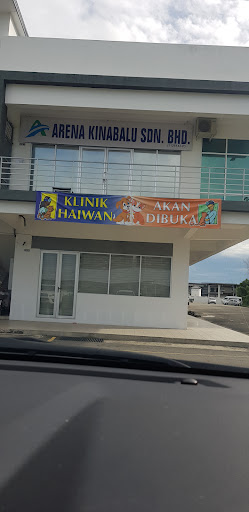 ARENA KINABALU SDN. BHD.
KLINIK
HAIWAN
AKAN
DIBUKA